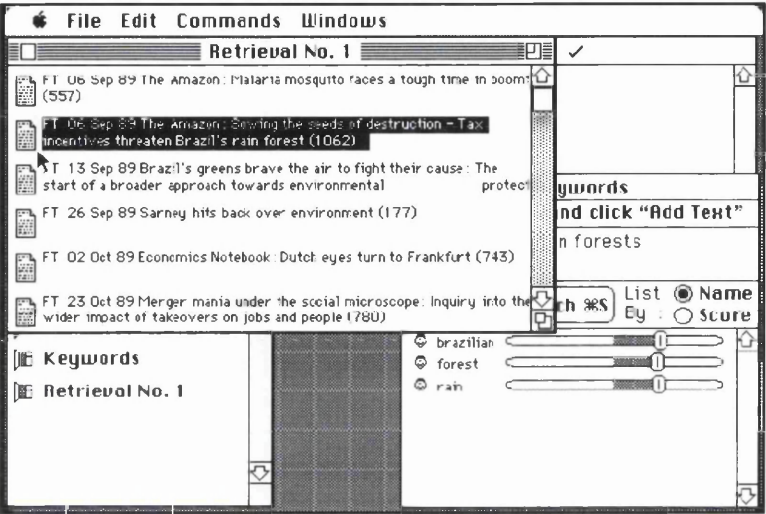 File Edit Commands Windows
Retrieval No. 1
FT 06 Sep 89 The Amazon: Malaria mosquito faces a tough time in boomt
(557)
FT 06 Sep 89 The Amazon: Sowing the seeds of destruction - Tax
incentives threaten Brazil's rain forest (1062)
FT 13 Sep 89 Brazil's greens brave the air to fight their cause: The
start of a broader approach towards environmental protect
FT 26 Sep 89 Sarney hits back over environment (177)
FT 02 Oct 89 Economics Notebook: Dutch eyes turn to Frankfurt (743)
FT 23 Oct 89 Merger mania under the social microscope: Inquiry into the
wider impact of takeovers on jobs and people (780)
ywords
nd click “Add Text”
n forests
ch ⌘S
List Name
By : Score
Keywords
Retrieval No. 1
brazilian
forest
rain